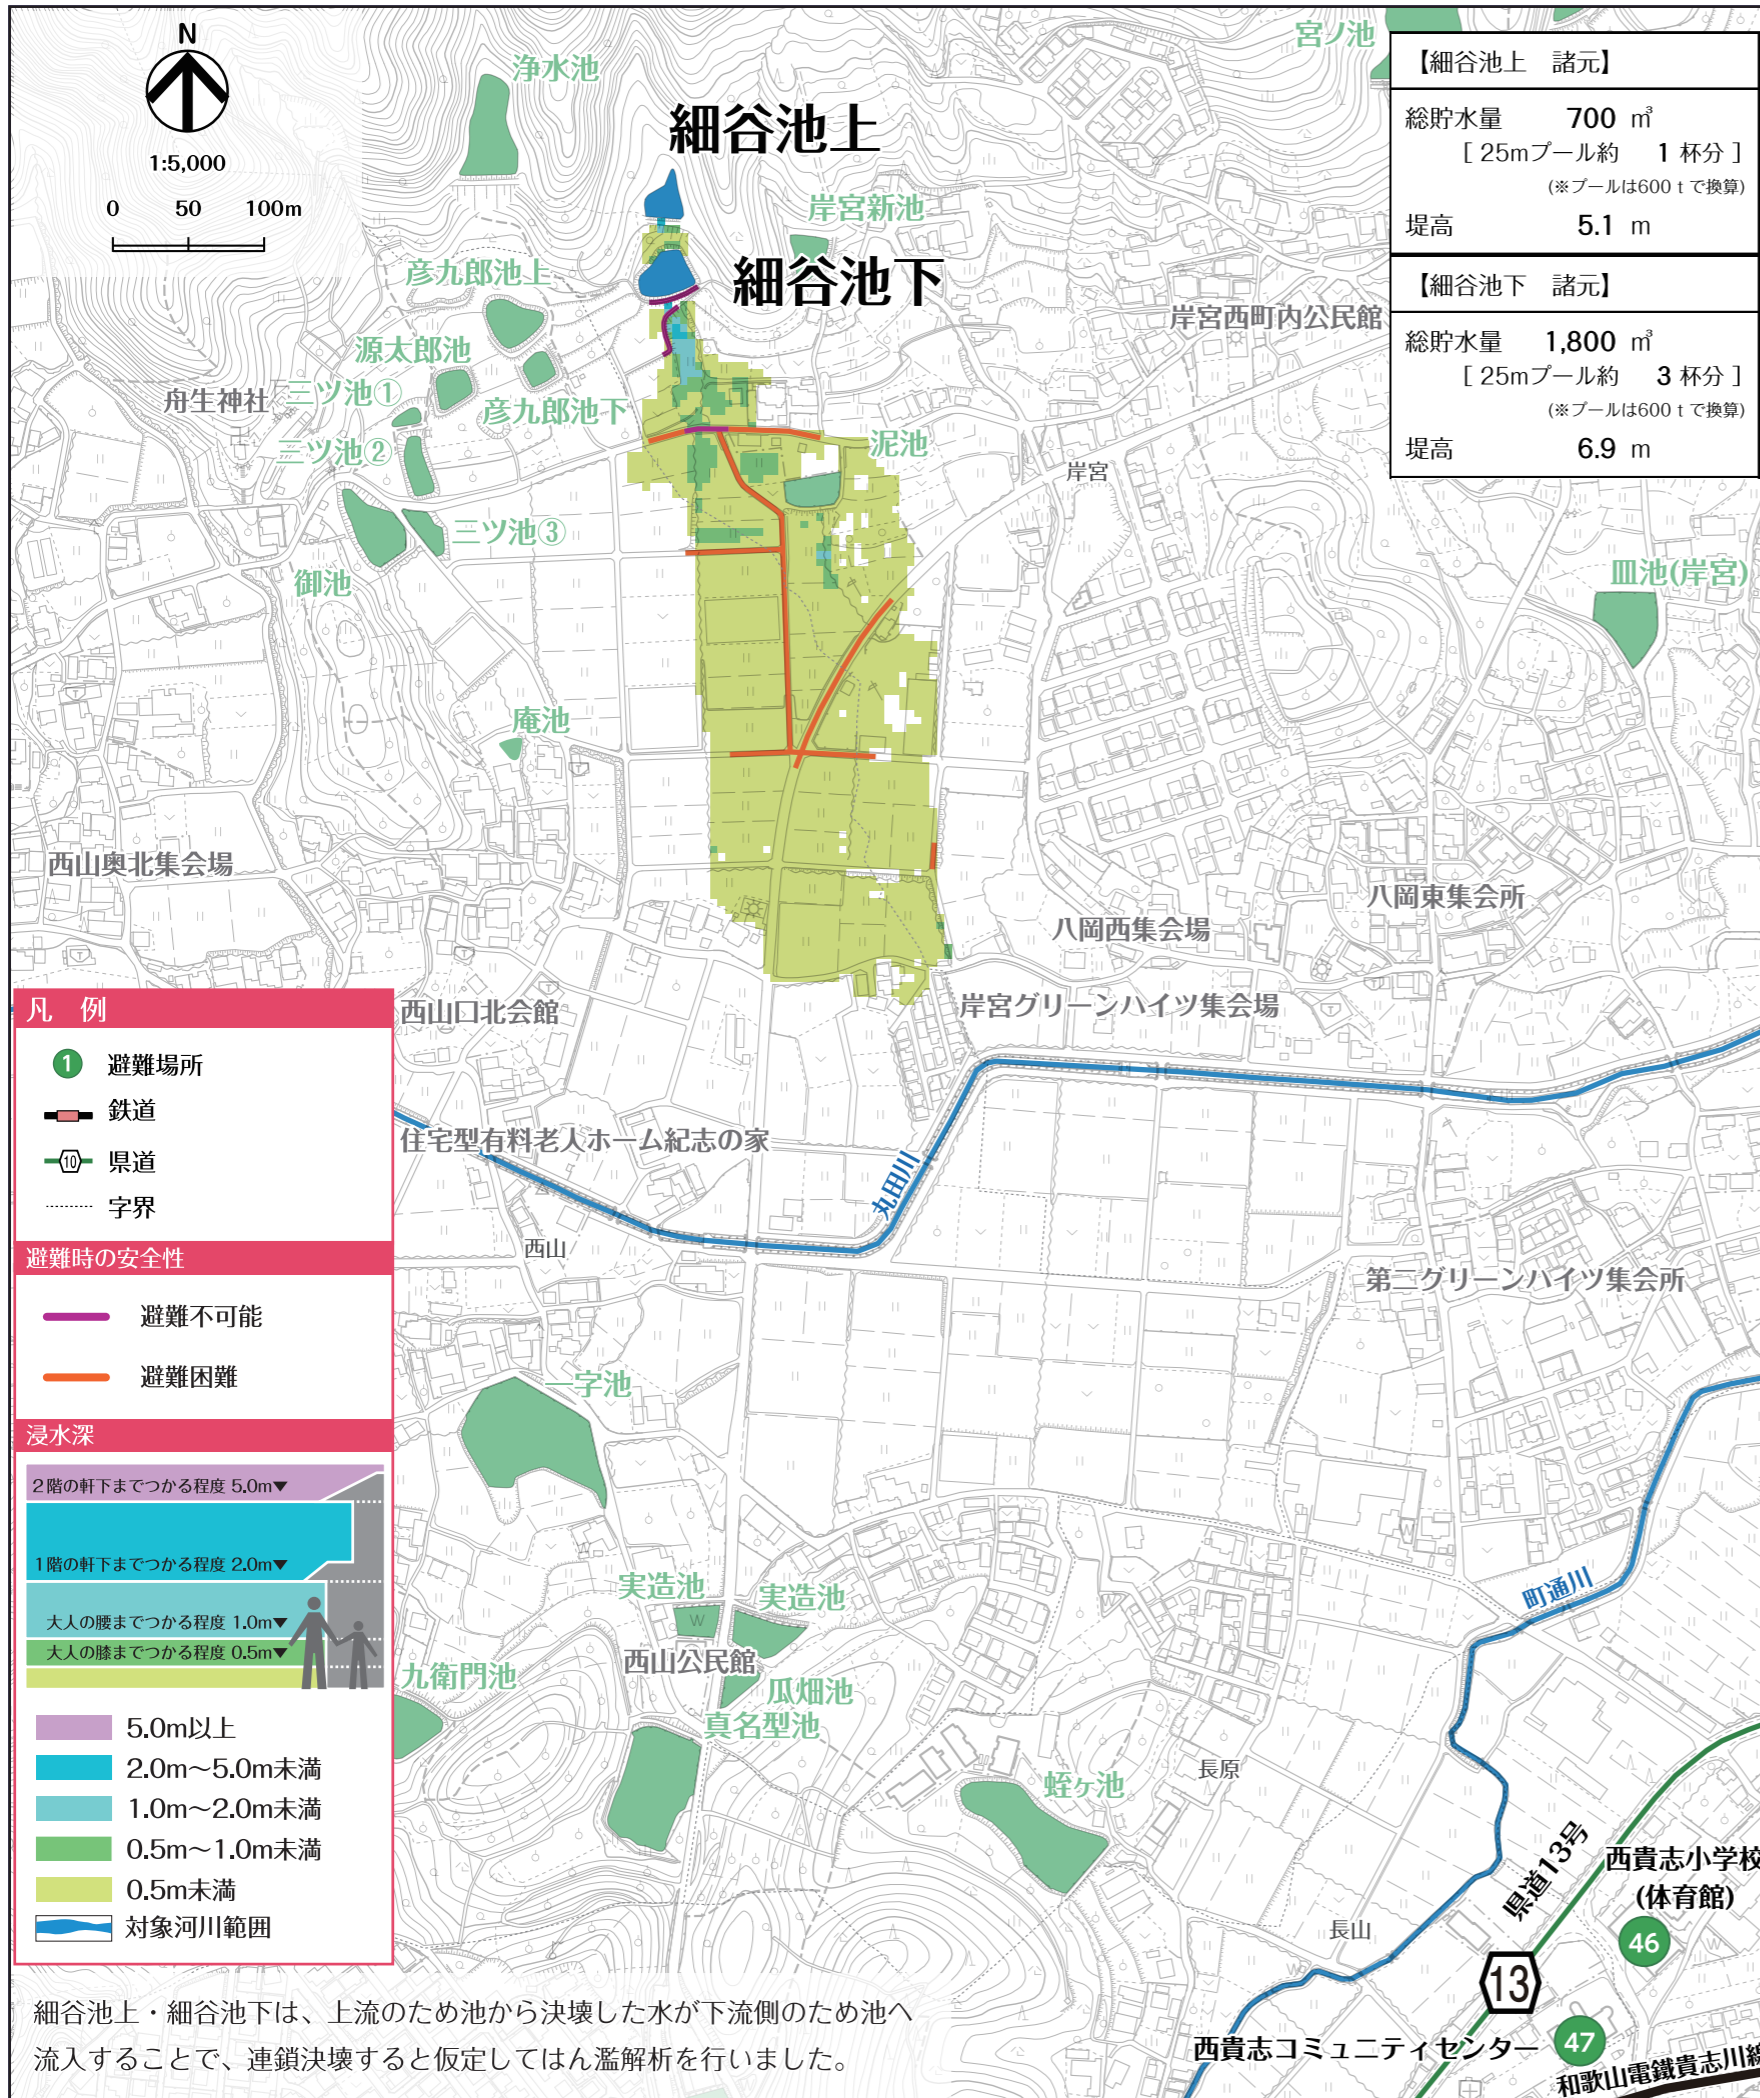 N
1:5,000
0 50 100m
浄水池
宮ノ池
細谷池上
岸宮新池
細谷池下
彦九郎池上
源太郎池
舟生神社
三ツ池①
彦九郎池下
三ツ池②
泥池
三ツ池③
御池
岸宮西町内公民館
岸宮
皿池(岸宮)
【細谷池上 諸元】
総貯水量 700 ㎥
[ 25mプール約 1 杯分 ]
(※プールは600ｔで換算)
堤高 5.1 m
【細谷池下 諸元】
総貯水量 1,800 ㎥
[ 25mプール約 3 杯分 ]
(※プールは600ｔで換算)
堤高 6.9 m
庵池
西山奥北集会場
八岡東集会所
八岡西集会場
西山口北会館
岸宮グリーンハイツ集会場
住宅型有料老人ホーム紀志の家
丸田川
西山
第二グリーンハイツ集会所
一字池
町通川
実造池
実造池
西山公民館
九衛門池
瓜畑池
真名型池
蛭ヶ池
長原
長山
県道13号
西貴志小学校
(体育館)
46
13
西貴志コミュニティセンター
47
和歌山電鐵貴志川線
凡 例
1 避難場所
鉄道
10 県道
字界
避難時の安全性
避難不可能
避難困難
浸水深
2階の軒下までつかる程度 5.0m▼
1階の軒下までつかる程度 2.0m▼
大人の腰までつかる程度 1.0m▼
大人の膝までつかる程度 0.5m▼
5.0m以上
2.0m～5.0m未満
1.0m～2.0m未満
0.5m～1.0m未満
0.5m未満
対象河川範囲
細谷池上・細谷池下は、上流のため池から決壊した水が下流側のため池へ
流入することで、連鎖決壊すると仮定してはん濫解析を行いました。